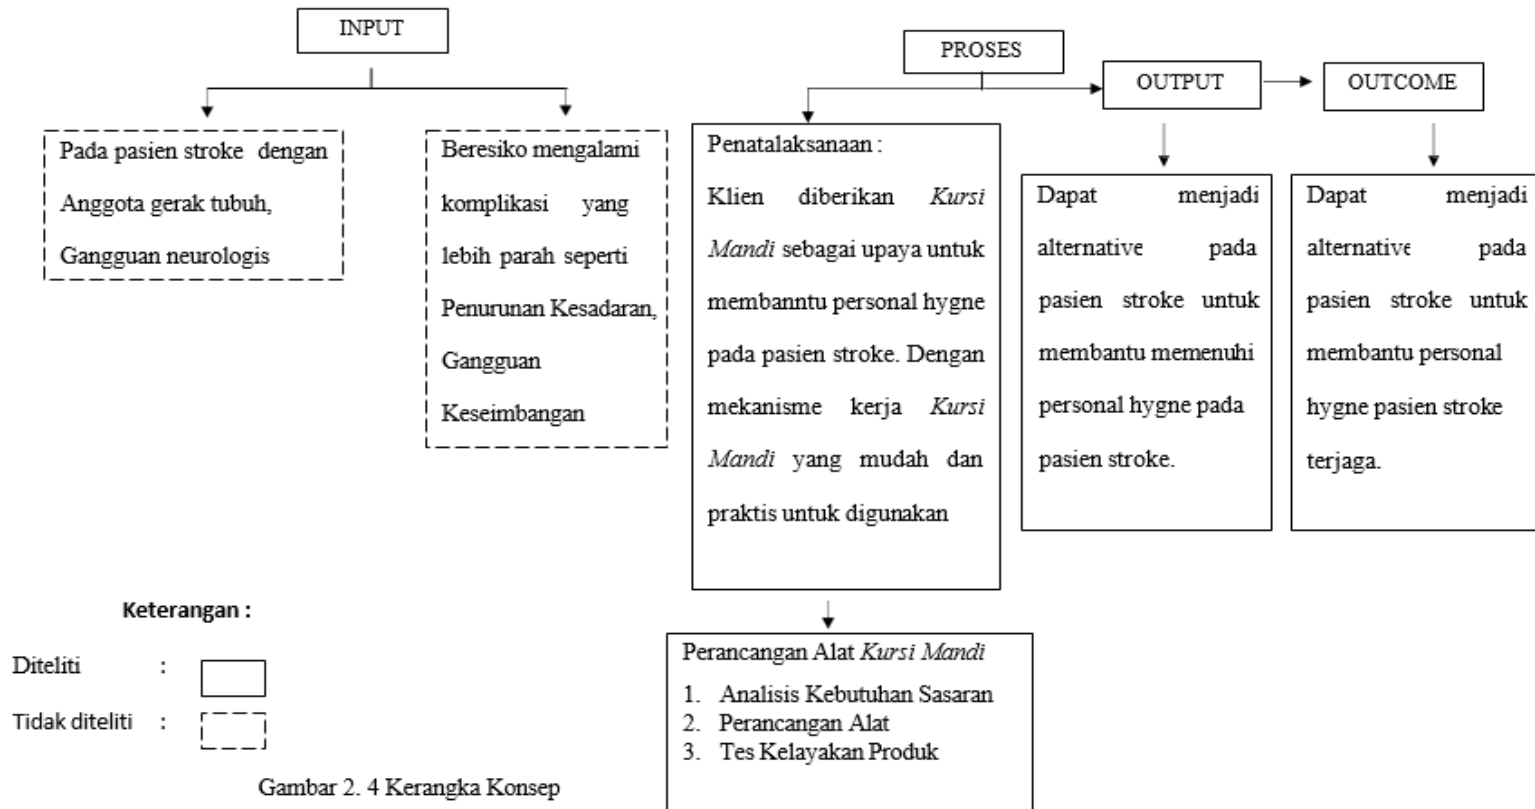 INPUT
Pada pasien stroke dengan
Anggota gerak tubuh,
Gangguan neurologis
Beresiko mengalami
komplikasi yang
lebih parah seperti
Penurunan Kesadaran,
Gangguan
Keseimbangan
PROSES
Penatalaksanaan :
Klien diberikan Kursi
Mandi sebagai upaya untuk
membanntu personal hygne
pada pasien stroke. Dengan
mekanisme kerja Kursi
Mandi yang mudah dan
praktis untuk digunakan
Perancangan Alat Kursi Mandi
1. Analisis Kebutuhan Sasaran
2. Perancangan Alat
3. Tes Kelayakan Produk
OUTPUT
Dapat menjadi
alternative pada
pasien stroke untuk
membantu memenuhi
personal hygne pada
pasien stroke.
OUTCOME
Dapat menjadi
alternative pada
pasien stroke untuk
membantu personal
hygne pasien stroke
terjaga.
Keterangan :
Diteliti :
Tidak diteliti :
Gambar 2. 4 Kerangka Konsep